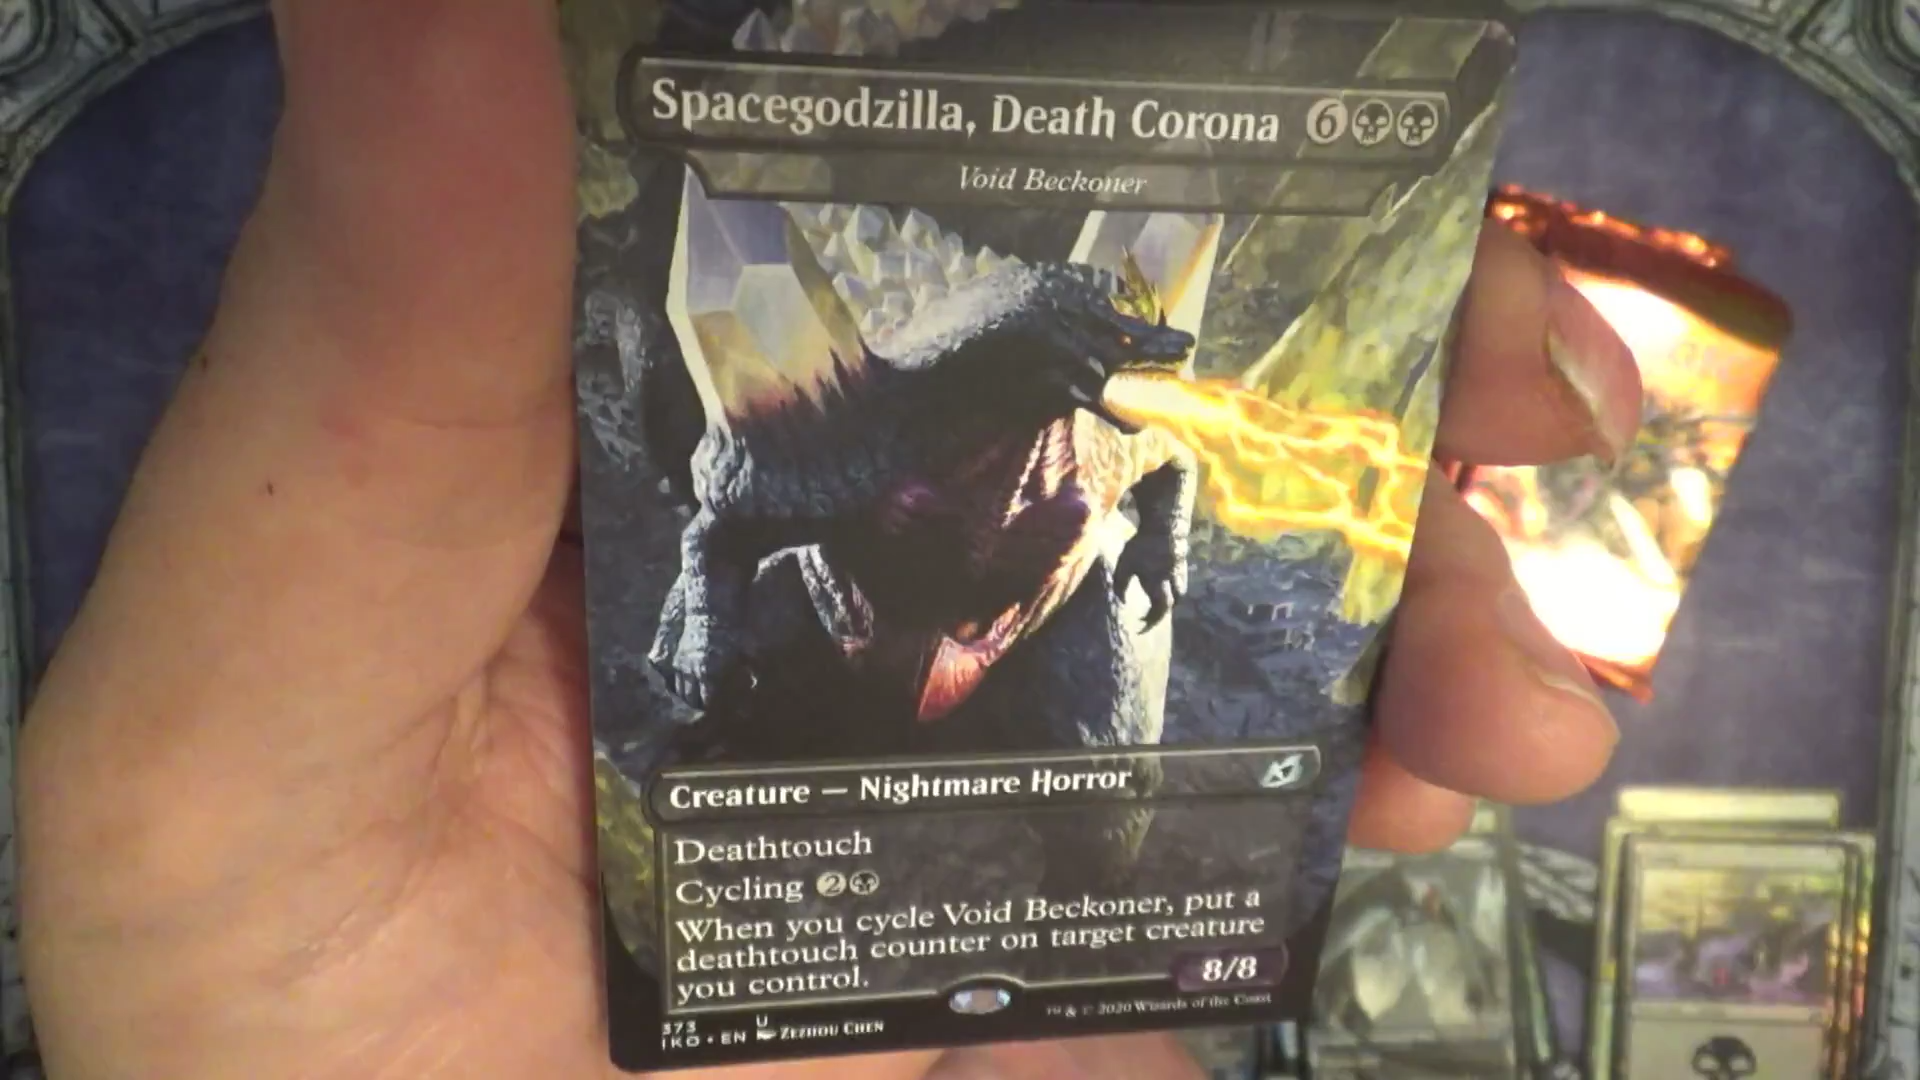 Spacegodzilla, Death Corona 6
Void Beckoner
Creature — Nightmare Horror
Deathtouch
Cycling 2
When you cycle Void Beckoner, put a
deathtouch counter on target creature
you control.
8/8
373 U
IKO • EN ZEZHOU CHEN
™ & © 2020 Wizards of the Coast